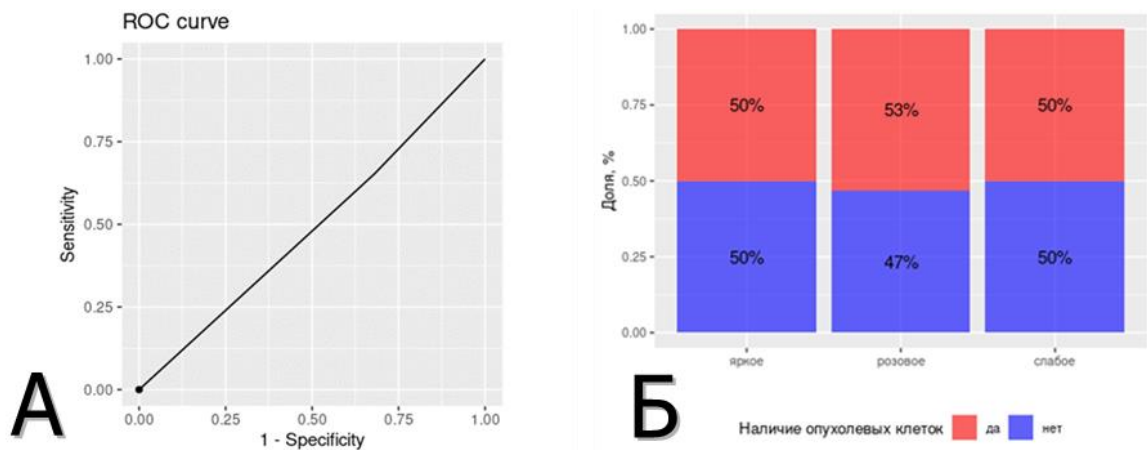 ROC curve
1.00
0.75
0.50
0.25
0.00
Sensitivity
0.00 0.25 0.50 0.75 1.00
1 - Specificity
А
1.00
0.75
0.50
0.25
0.00
Доля, %
50% 53% 50%
50% 47% 50%
яркое розовое слабое
Б
Наличие опухолевых клеток да нет